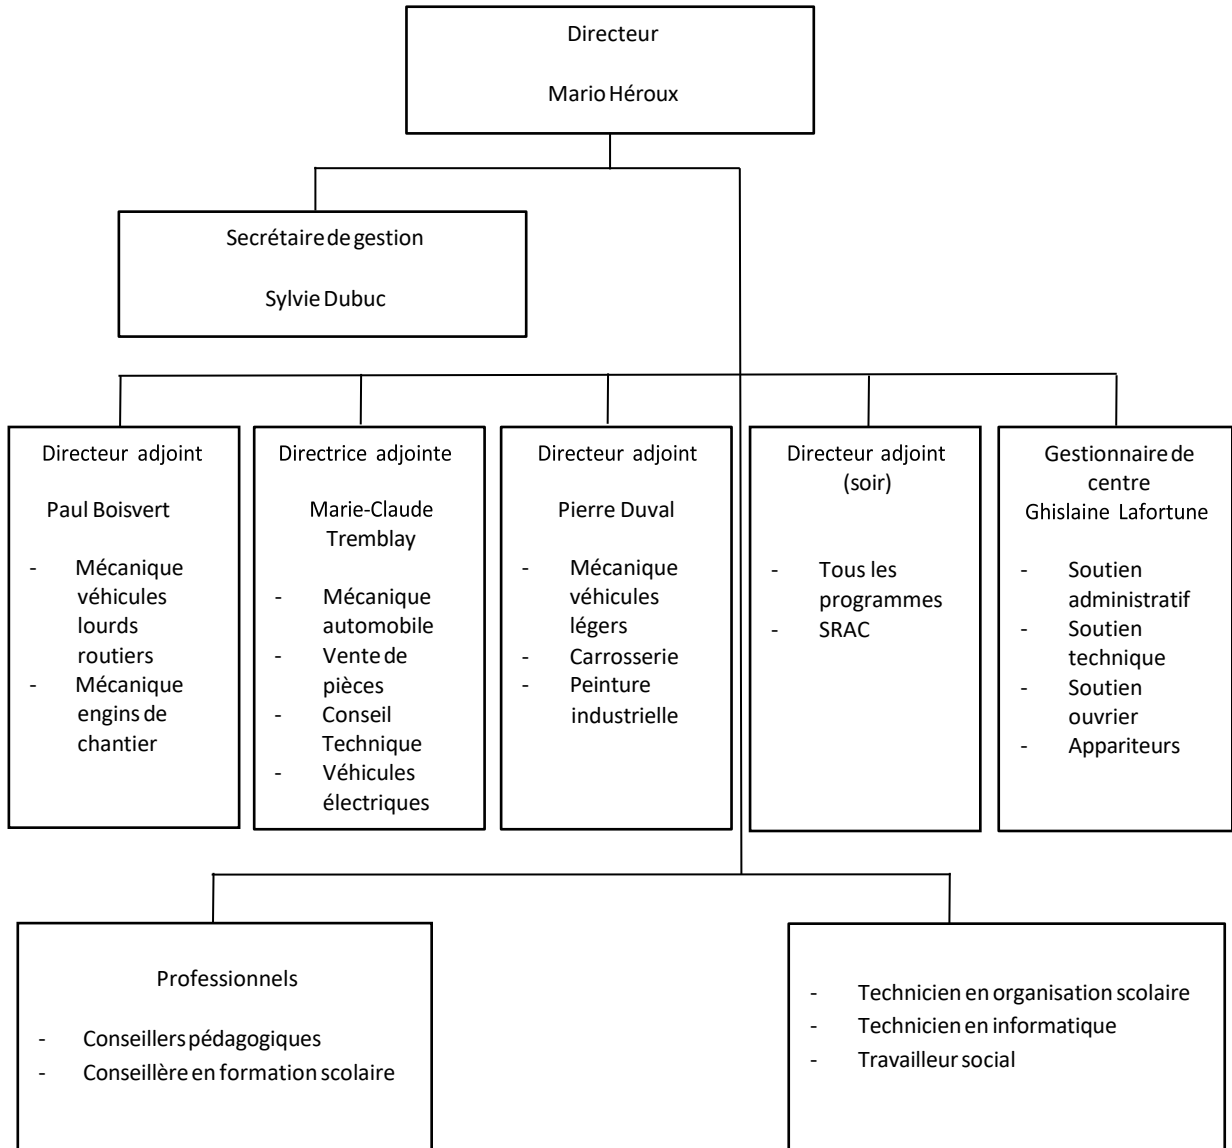 Directeur
Mario Héroux
Secrétaire de gestion
Sylvie Dubuc
Directeur adjoint
Paul Boisvert
- Mécanique
véhicules
lourds
routiers
- Mécanique
engins de
chantier
Directrice adjointe
Marie-Claude
Tremblay
- Mécanique
automobile
- Vente de
pièces
- Conseil
Technique
- Véhicules
électriques
Directeur adjoint
Pierre Duval
- Mécanique
véhicules
légers
- Carrosserie
- Peinture
industrielle
Directeur adjoint
(soir)
- Tous les
programmes
- SRAC
Gestionnaire de
centre
Ghislaine Lafortune
- Soutien
administratif
- Soutien
technique
- Soutien
ouvrier
- Appariteurs
Professionnels
- Conseillers pédagogiques
- Conseillère en formation scolaire
- Technicien en organisation scolaire
- Technicien en informatique
- Travailleur social